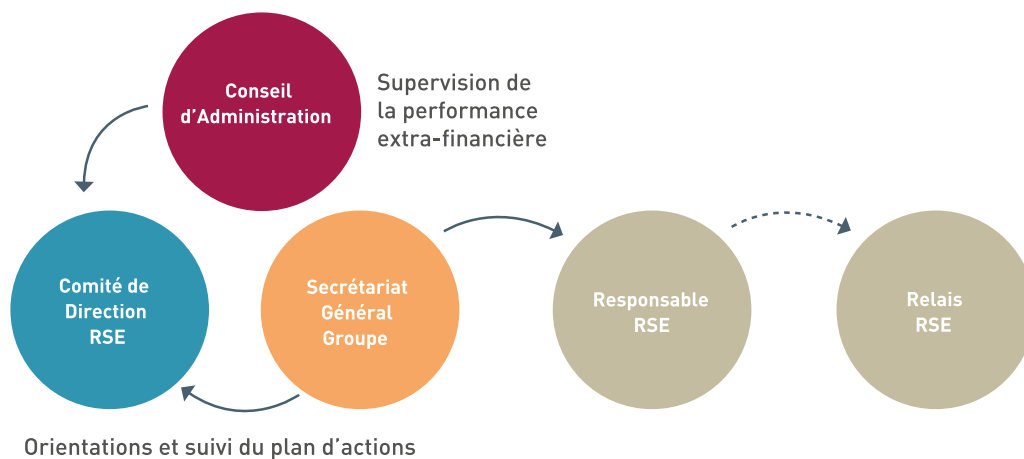 Conseil
d'Administration
Supervision de
la performance
extra-financière
Comité de
Direction
RSE
Secrétariat
Général
Groupe
Responsable
RSE
Relais
RSE
Orientations et suivi du plan d'actions